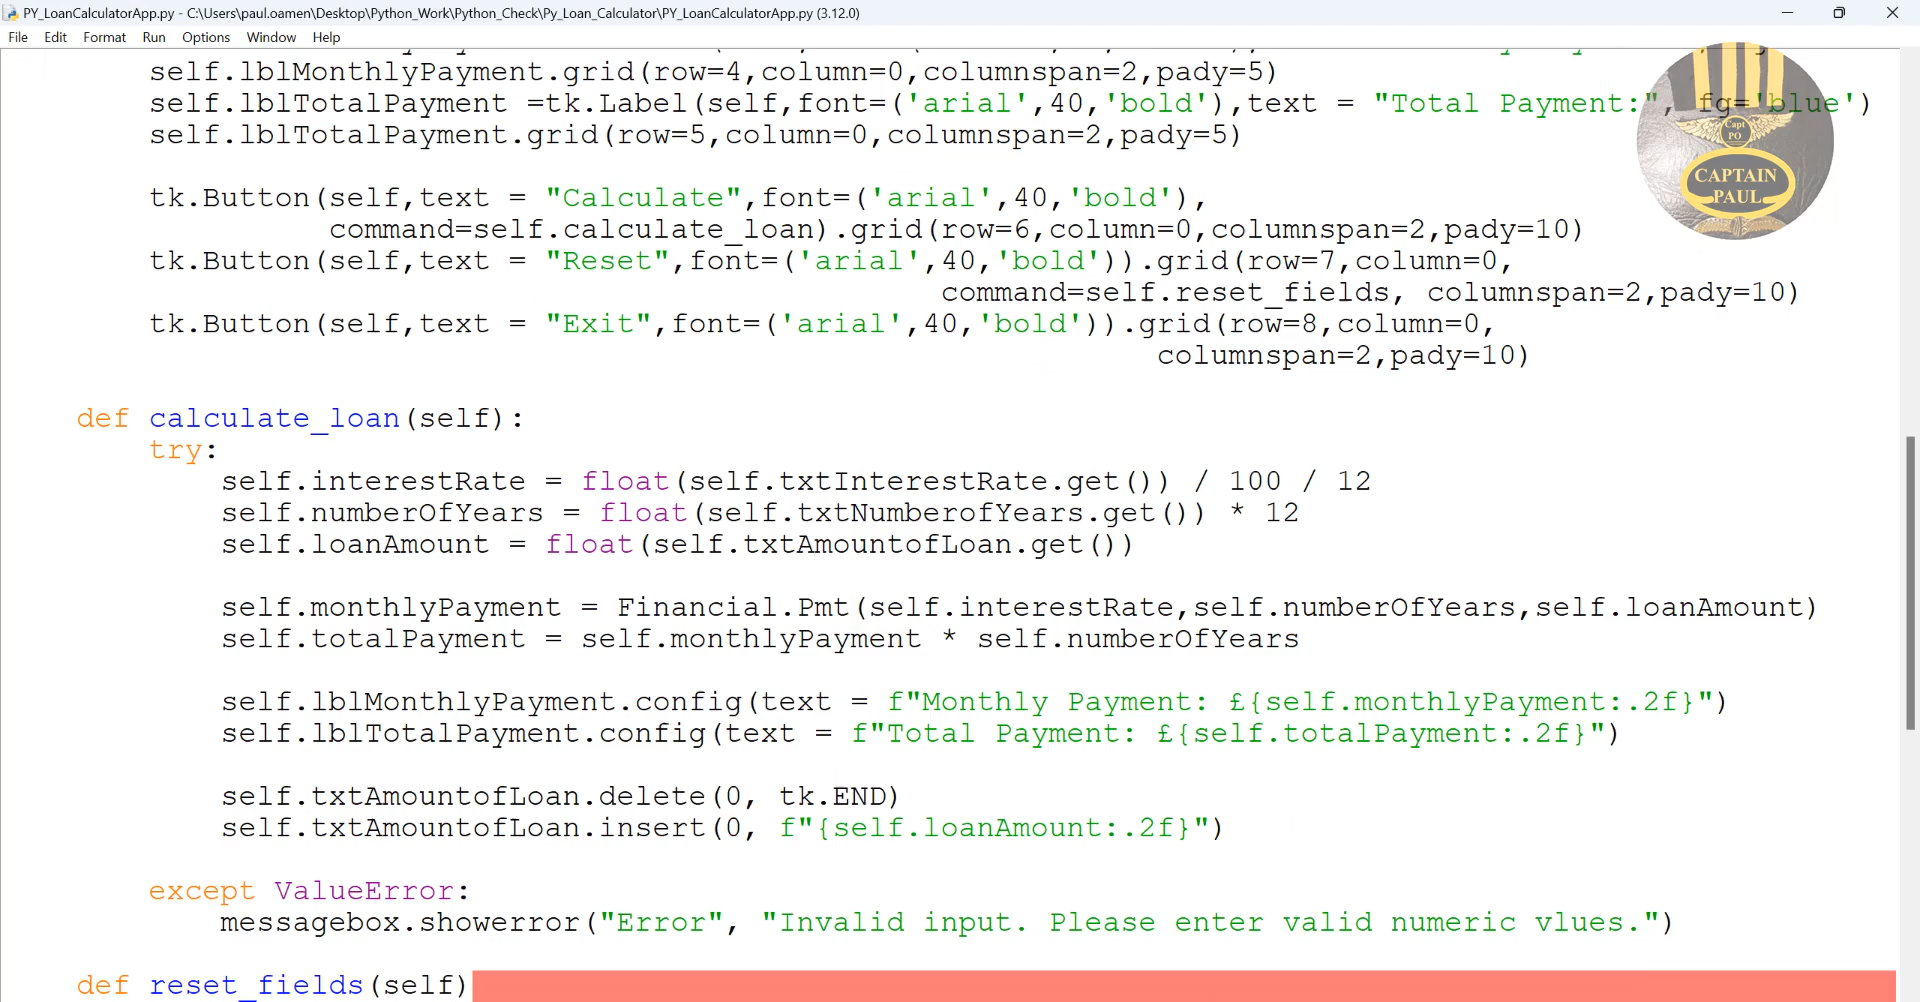 PY_LoanCalculatorApp.py - C:\Users\paul.oamen\Desktop\Python_Work\Python_Check\Py_Loan_Calculator\PY_LoanCalculatorApp.py (3.12.0)
File Edit Format Run Options Window Help
self.lblMonthlyPayment.grid(row=4,column=0,columnspan=2,pady=5)
self.lblTotalPayment =tk.Label(self,font=('arial',40,'bold'),text = "Total Payment:", fg='blue')
self.lblTotalPayment.grid(row=5,column=0,columnspan=2,pady=5)
Capt
PO
CAPTAIN
PAUL
tk.Button(self,text = "Calculate",font=('arial',40,'bold'),
command=self.calculate_loan).grid(row=6,column=0,columnspan=2,pady=10)
tk.Button(self,text = "Reset",font=('arial',40,'bold')).grid(row=7,column=0,
command=self.reset_fields, columnspan=2,pady=10)
tk.Button(self,text = "Exit",font=('arial',40,'bold')).grid(row=8,column=0,
columnspan=2,pady=10)
def calculate_loan(self):
try:
self.interestRate = float(self.txtInterestRate.get()) / 100 / 12
self.numberOfYears = float(self.txtNumberofYears.get()) * 12
self.loanAmount = float(self.txtAmountofLoan.get())
self.monthlyPayment = Financial.Pmt(self.interestRate,self.numberOfYears,self.loanAmount)
self.totalPayment = self.monthlyPayment * self.numberOfYears
self.lblMonthlyPayment.config(text = f"Monthly Payment: £{self.monthlyPayment:.2f}")
self.lblTotalPayment.config(text = f"Total Payment: £{self.totalPayment:.2f}")
self.txtAmountofLoan.delete(0, tk.END)
self.txtAmountofLoan.insert(0, f"{self.loanAmount:.2f}")
except ValueError:
messagebox.showerror("Error", "Invalid input. Please enter valid numeric vlues.")
def reset_fields(self)